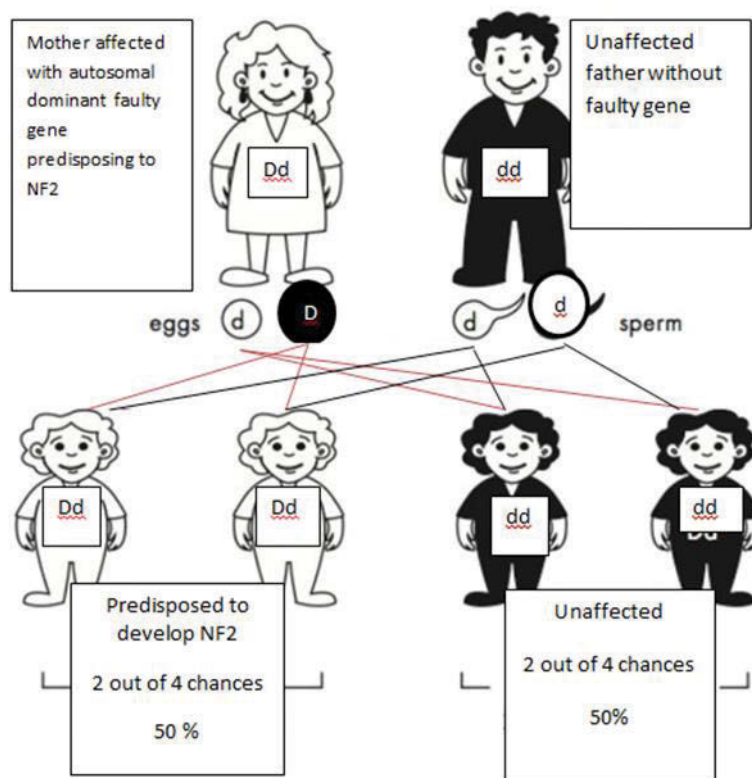 Mother affected
with autosomal
dominant faulty
gene
predisposing to
NF2
Unaffected
father without
faulty gene
Dd
dd
eggs
d
D
d
d
sperm
Dd
Dd
dd
dd
Dd
Predisposed to
develop NF2
2 out of 4 chances
50 %
Unaffected
2 out of 4 chances
50%